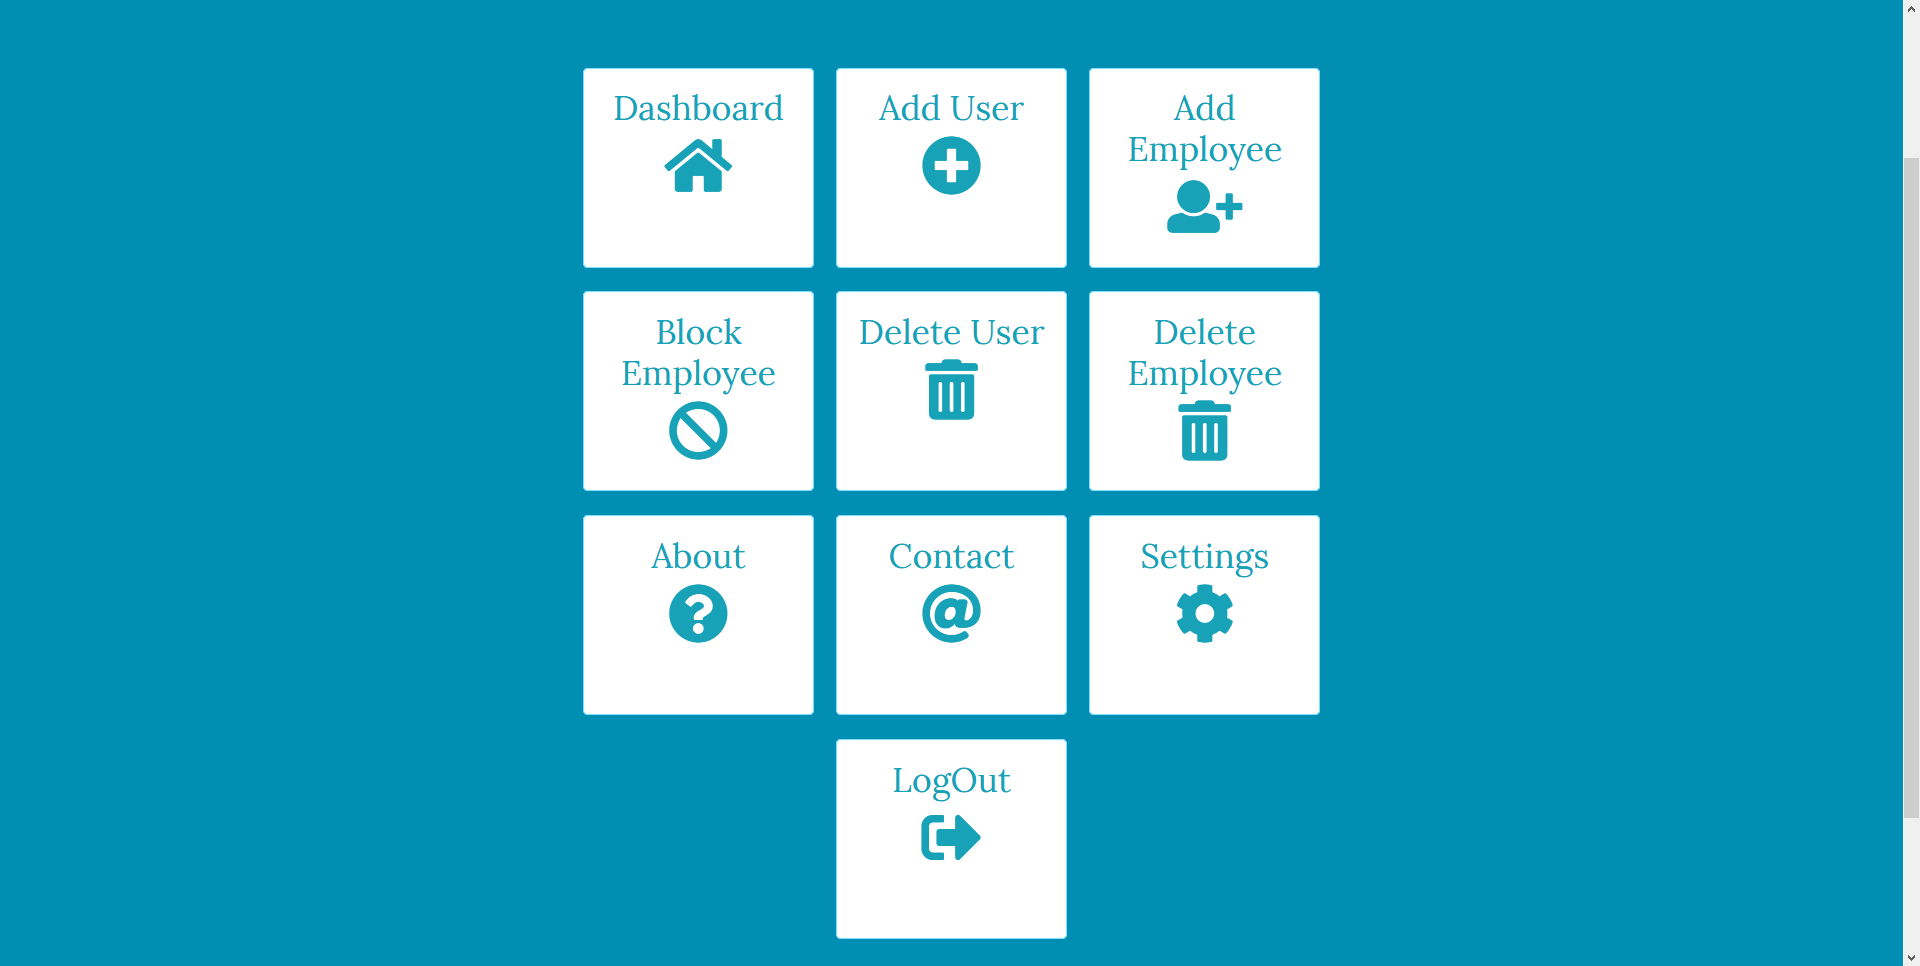 Dashboard
Add User
Add
Employee
Block
Employee
Delete User
Delete
Employee
About
Contact
Settings
LogOut